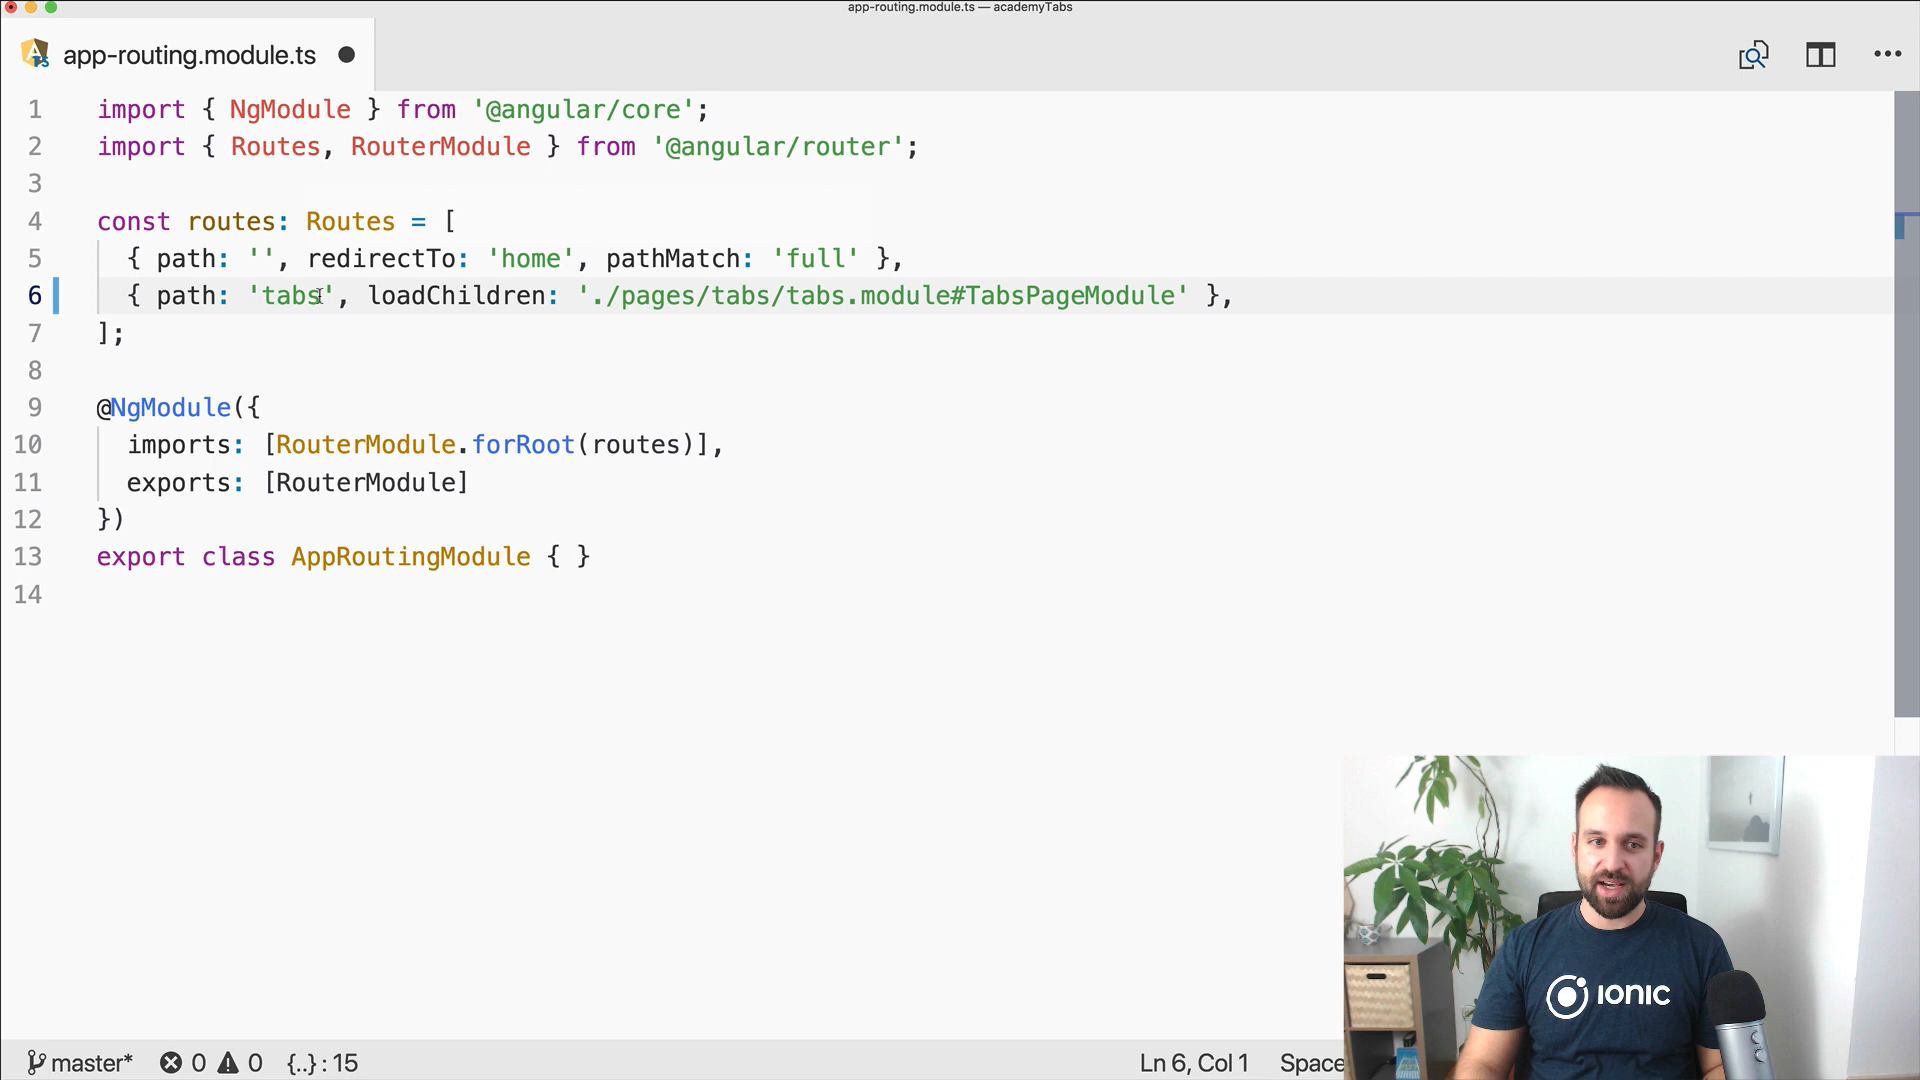 app-routing.module.ts — academyTabs
app-routing.module.ts
1 import { NgModule } from '@angular/core';
2 import { Routes, RouterModule } from '@angular/router';
3
4 const routes: Routes = [
5 { path: '', redirectTo: 'home', pathMatch: 'full' },
6 { path: 'tabs', loadChildren: './pages/tabs/tabs.module#TabsPageModule' },
7 ];
8
9 @NgModule({
10 imports: [RouterModule.forRoot(routes)],
11 exports: [RouterModule]
12 })
13 export class AppRoutingModule { }
14
IONIC
master* 0 0 {..}: 15 Ln 6, Col 1 Space